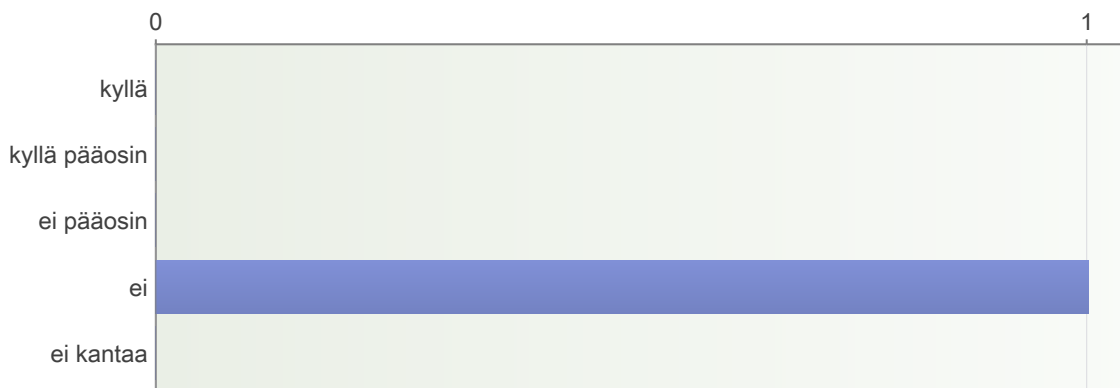 0 1
kyllä
kyllä pääosin
ei pääosin
ei
ei kantaa